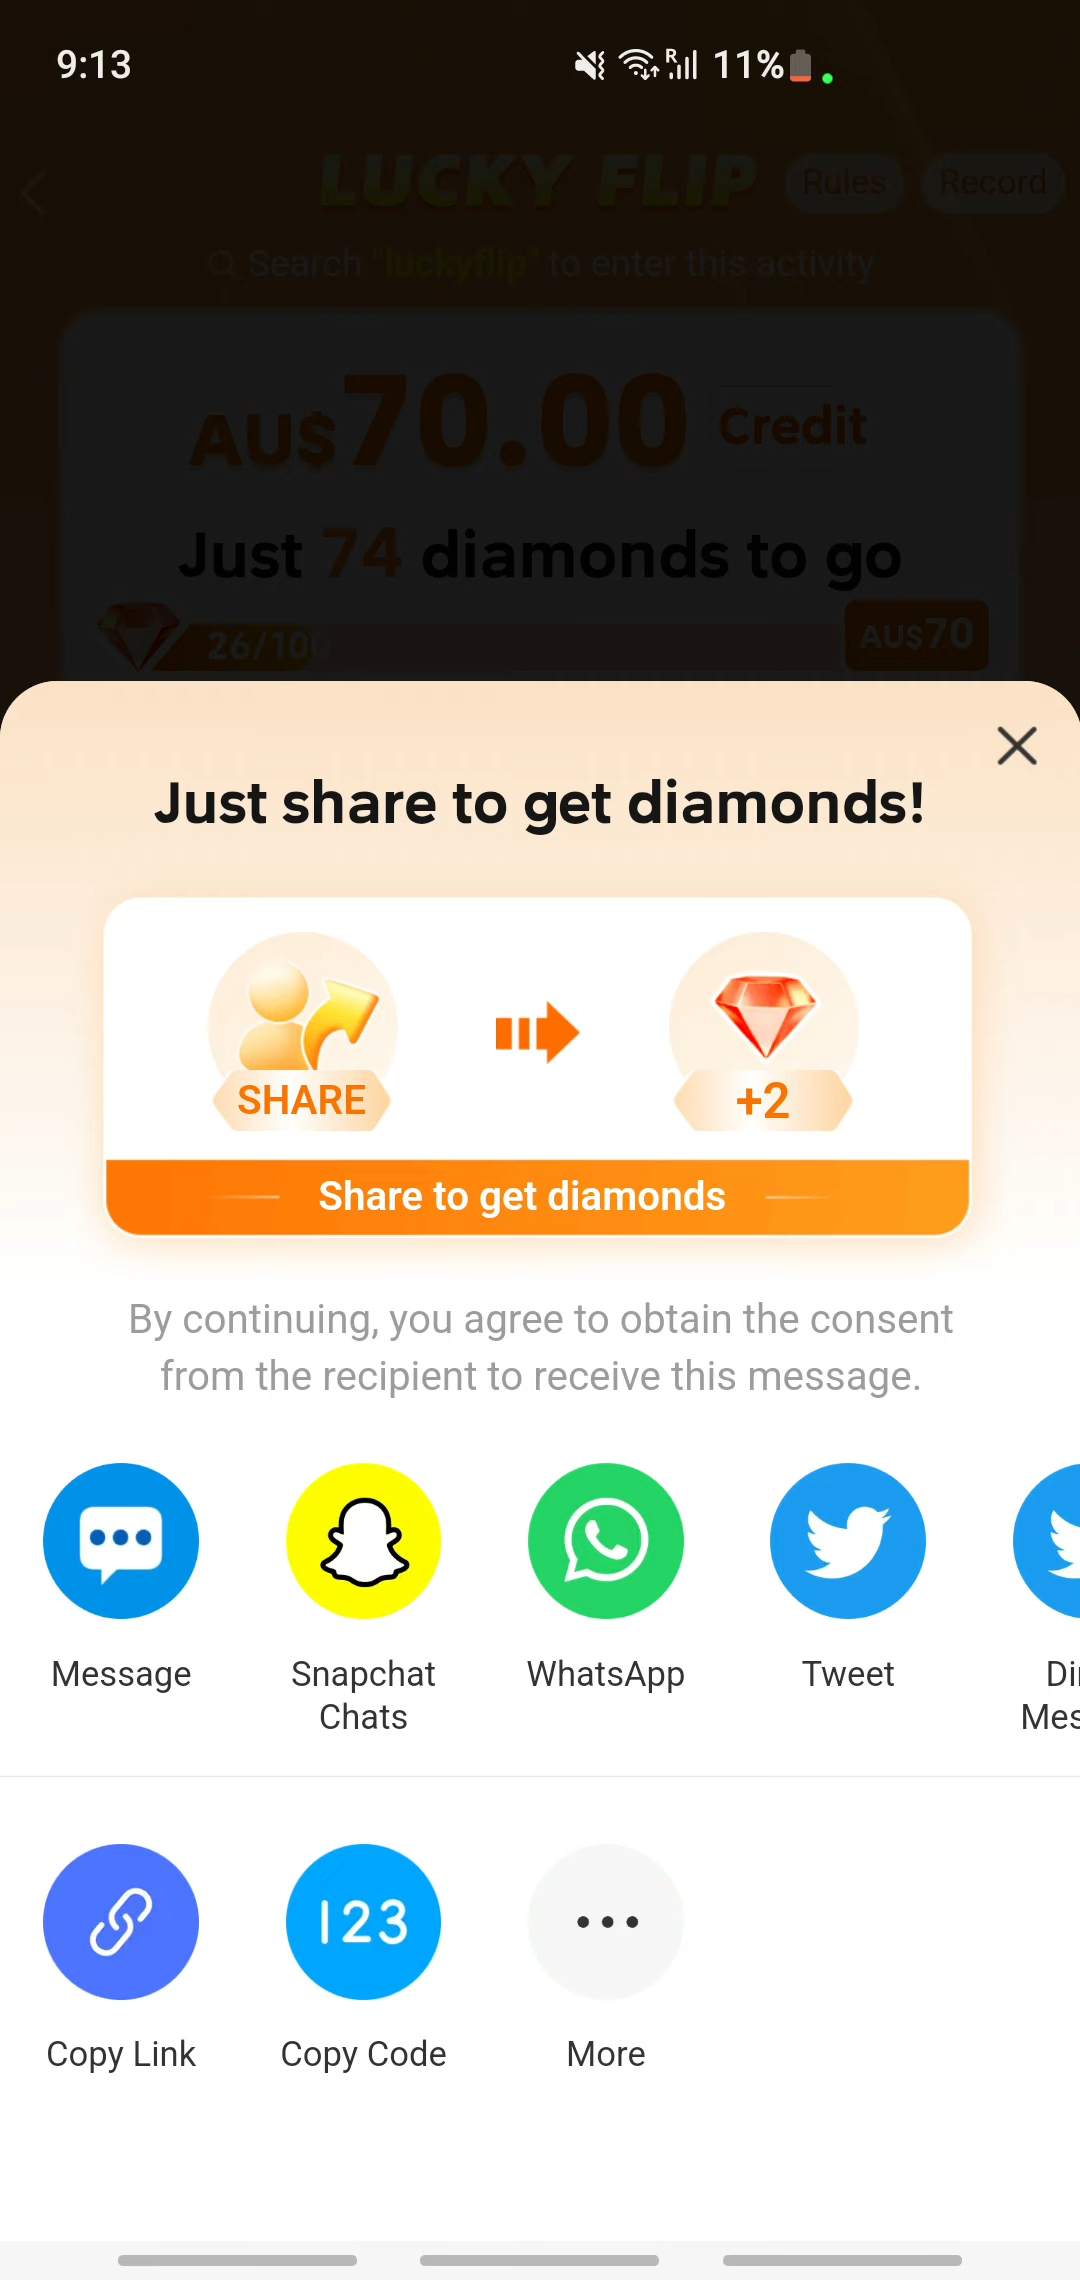 9:13
R 11%
LUCKY FLIP
Rules
Record
Search "luckyflip" to enter this activity
AU$70.00 Credit
Just 74 diamonds to go
26/100
AU$70
Just share to get diamonds!
SHARE
+2
Share to get diamonds
By continuing, you agree to obtain the consent
from the recipient to receive this message.
Message
Snapchat
Chats
WhatsApp
Tweet
123
Copy Link
Copy Code
More